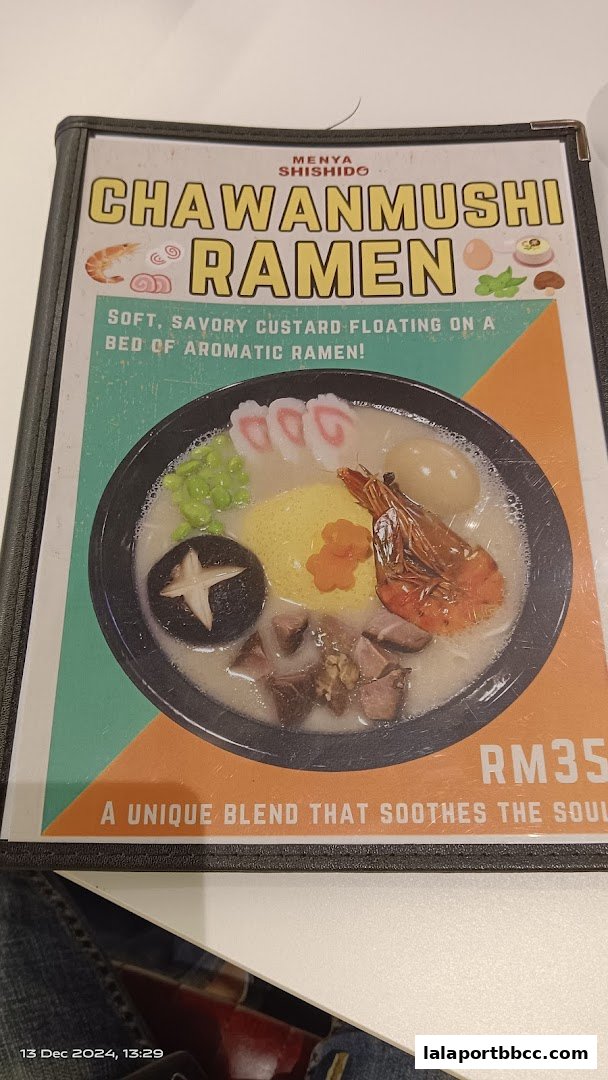 MENYA
SHISHIDO
CHAWANMUSHI
RAMEN
SOFT, SAVORY CUSTARD FLOATING ON A
BED OF AROMATIC RAMEN!
RM35
A UNIQUE BLEND THAT SOOTHES THE SOUL
13 Dec 2024, 13:29
lalaportbbcc.com